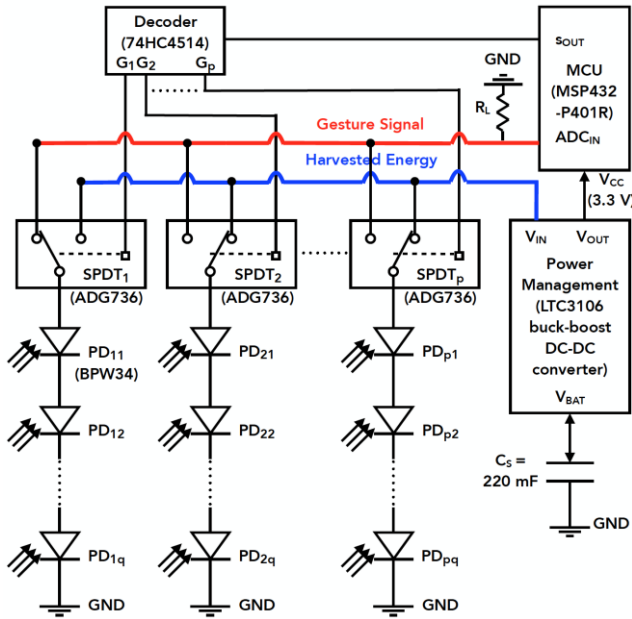 Decoder
(74HC4514)
G1 G2 Gp
SOUT
MCU
(MSP432
-P401R)
ADCIN
GND
RL
Gesture Signal
Harvested Energy
VCC
(3.3 V)
SPDT1
(ADG736)
SPDT2
(ADG736)
SPDTp
(ADG736)
VIN VOUT
Power
Management
(LTC3106
buck-boost
DC-DC
converter)
VBAT
PD11
(BPW34)
PD21
PDp1
PD12
PD22
PDp2
CS =
220 mF
GND
PD1q
PD2q
PDpq
GND
GND
GND